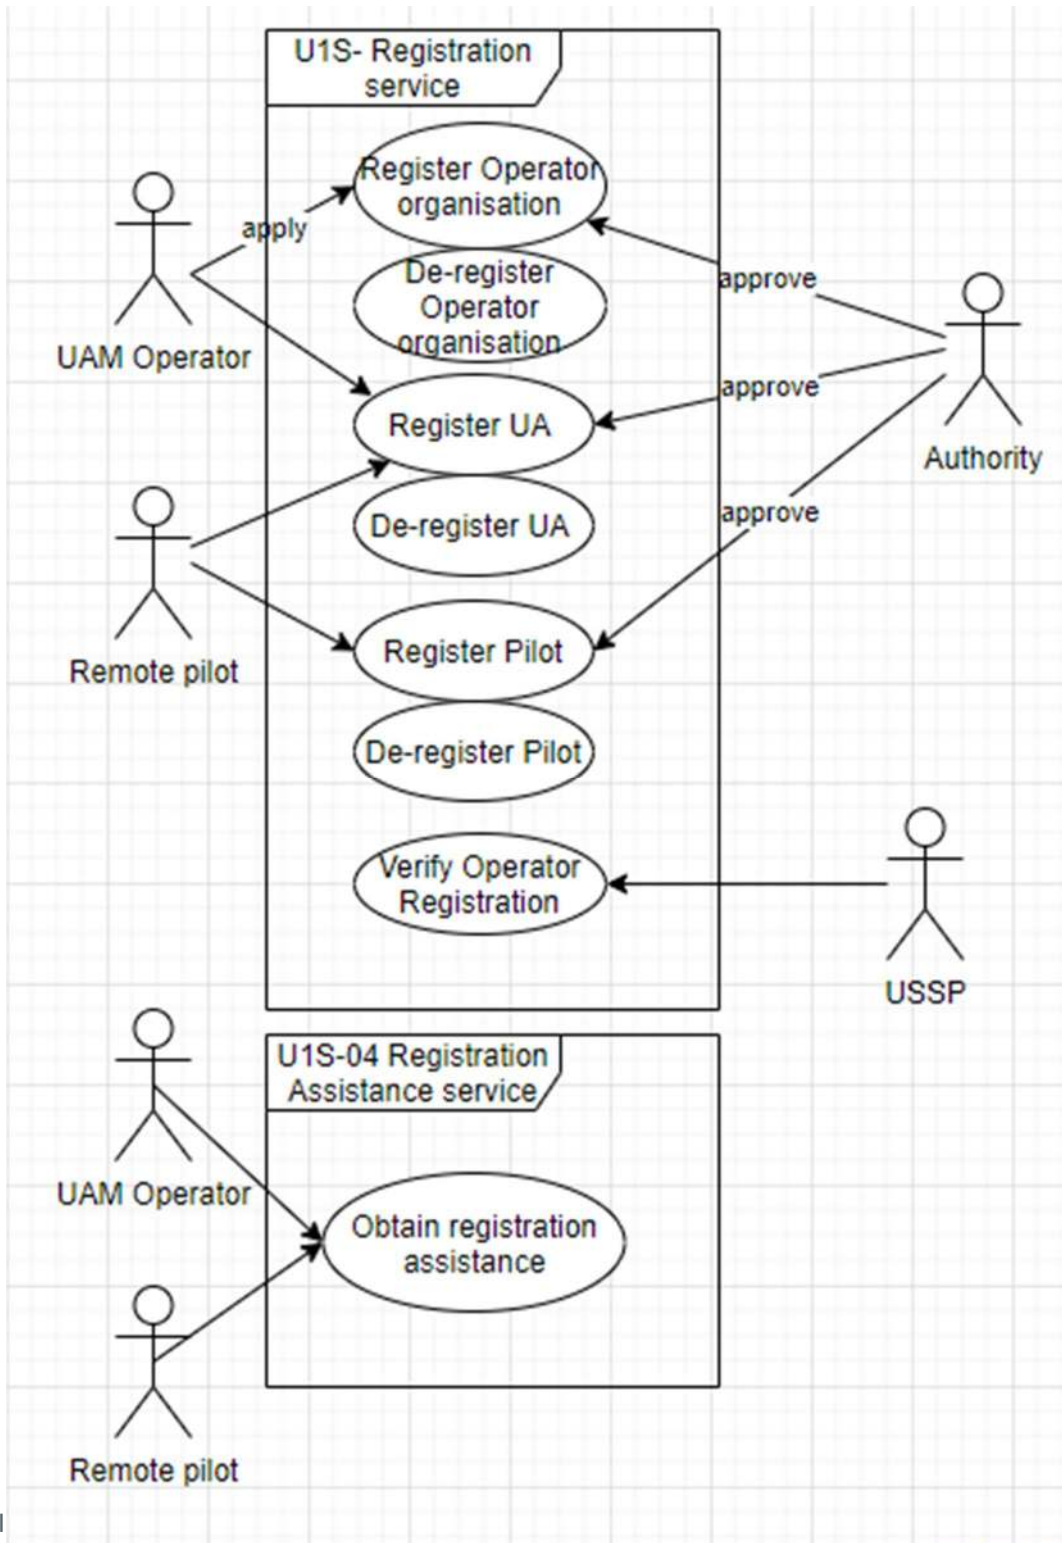 U1S- Registration
service
Register Operator
organisation
apply
De-register
Operator
organisation
approve
UAM Operator
approve
Register UA
Authority
approve
De-register UA
Register Pilot
Remote pilot
De-register Pilot
Verify Operator
Registration
USSP
U1S-04 Registration
Assistance service
UAM Operator
Obtain registration
assistance
Remote pilot